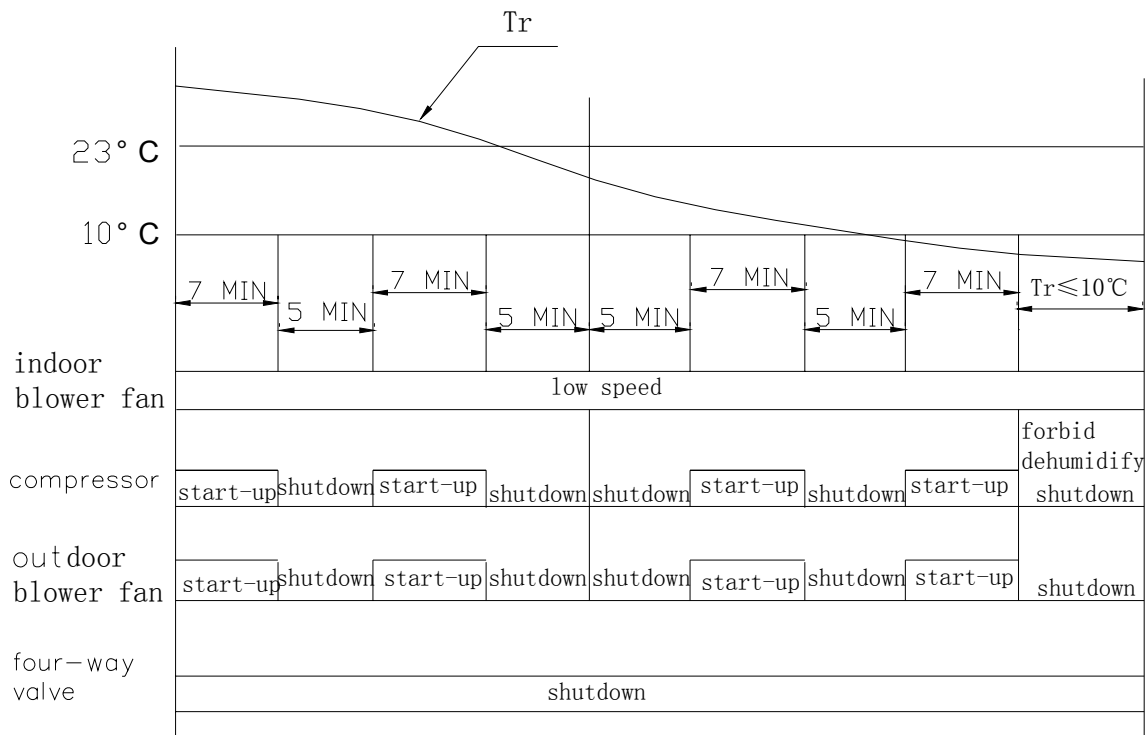 Tr
23°C
10°C
7 MIN
5 MIN
7 MIN
5 MIN
5 MIN
7 MIN
5 MIN
7 MIN
Tr≤10℃
indoor
blower fan
low speed
compressor
start-up
shutdown
start-up
shutdown
shutdown
start-up
shutdown
start-up
forbid
dehumidify
shutdown
outdoor
blower fan
start-up
shutdown
start-up
shutdown
shutdown
start-up
shutdown
start-up
shutdown
four-way
valve
shutdown